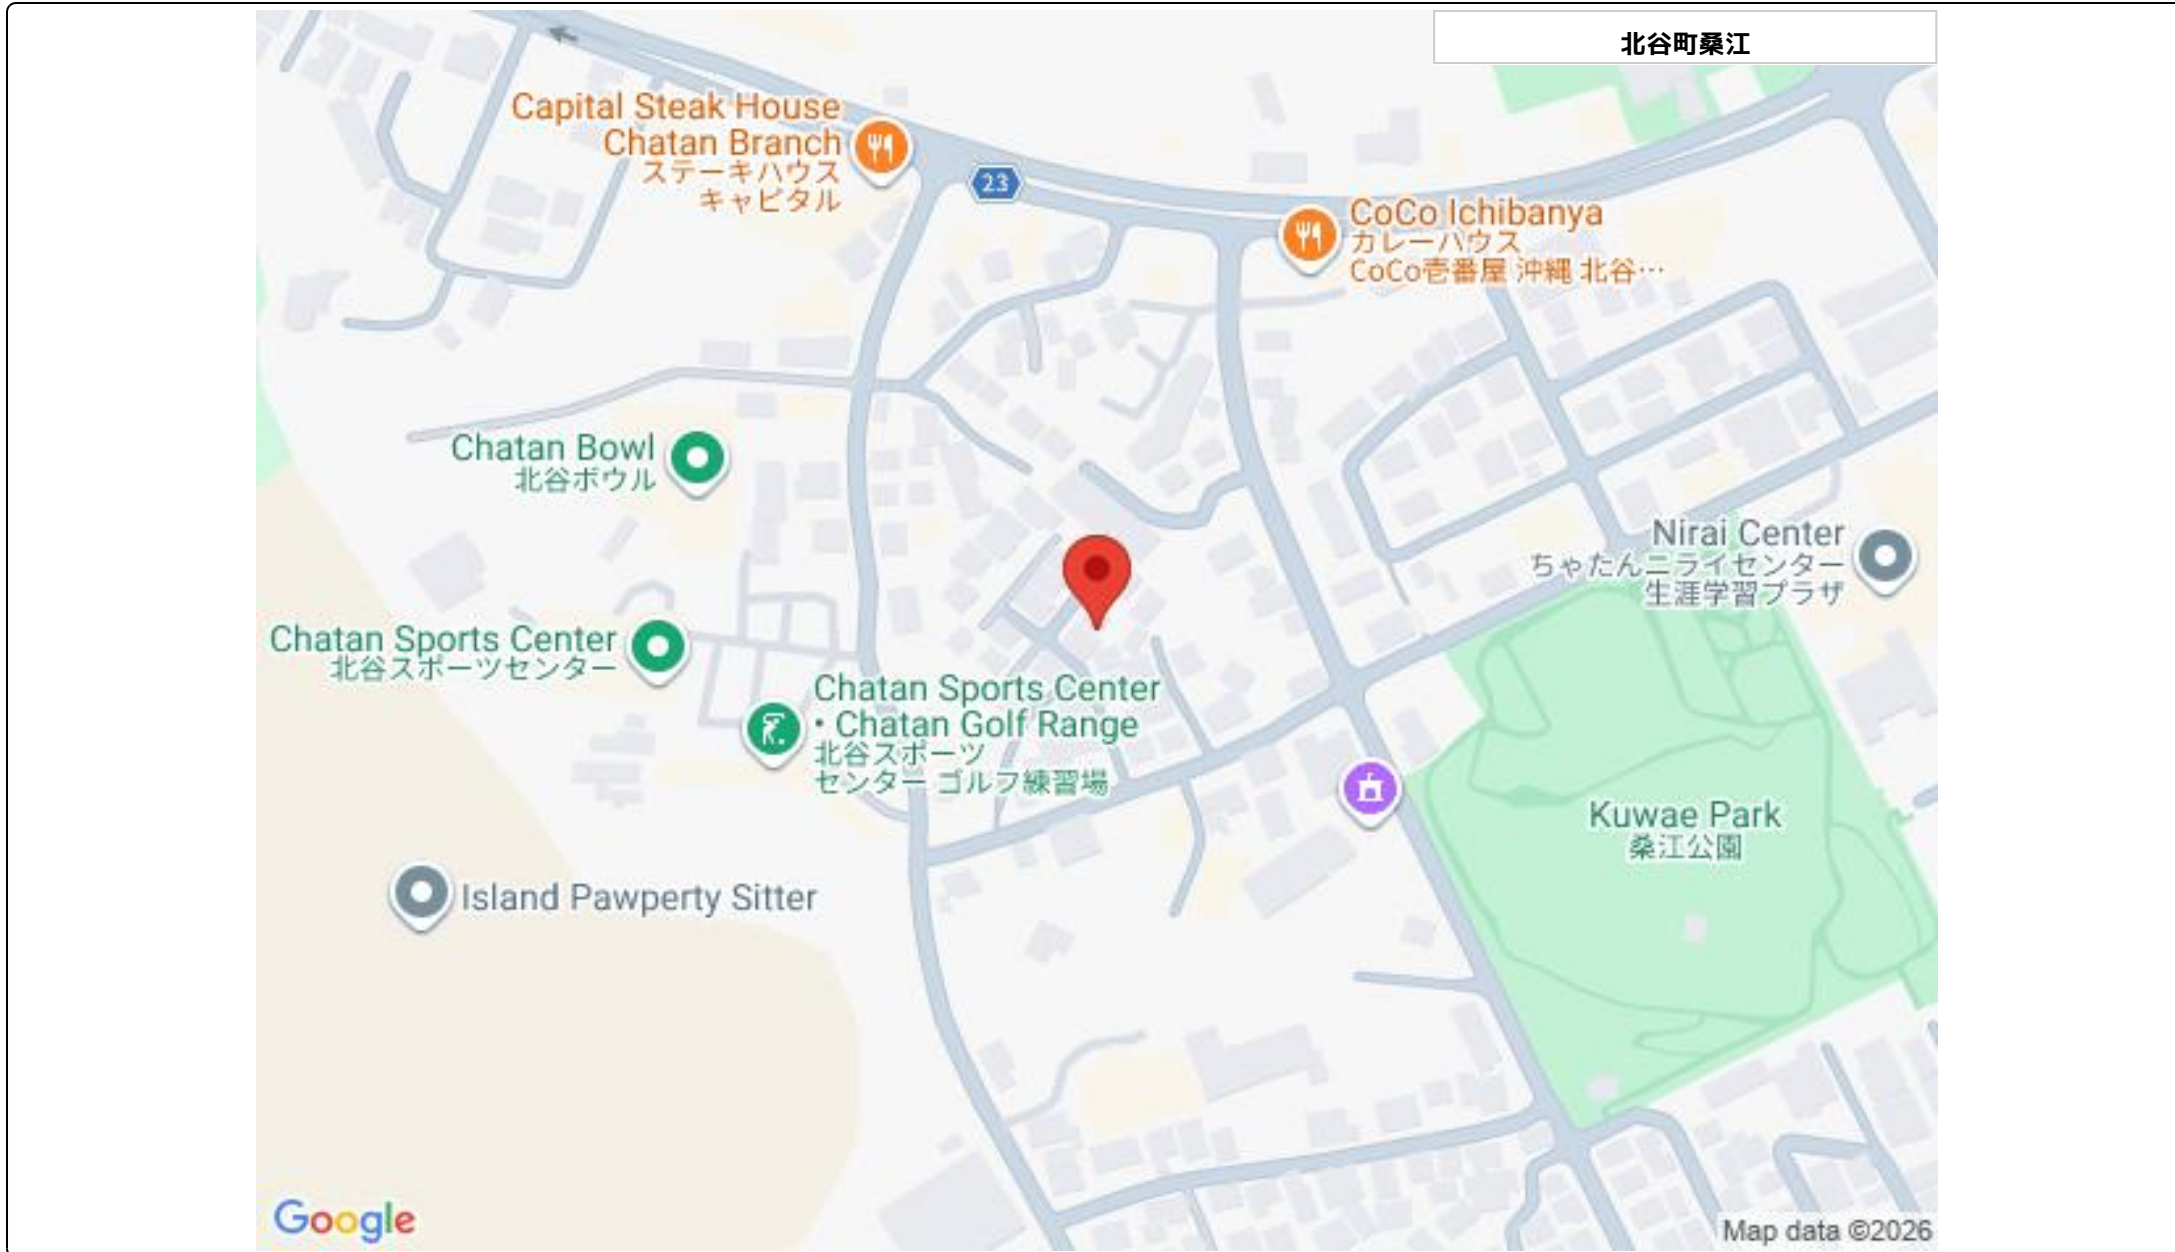 北谷町桑江
Capital Steak House
Chatan Branch
ステーキハウス
キャピタル
23
CoCo Ichibanya
カレーハウス
CoCo壱番屋 沖縄 北谷…
Chatan Bowl
北谷ボウル
Nirai Center
ちゃたんニライセンター
生涯学習プラザ
Chatan Sports Center
北谷スポーツセンター
Chatan Sports Center
• Chatan Golf Range
北谷スポーツ
センター ゴルフ練習場
Kuwae Park
桑江公園
Island Pawperty Sitter
Google
Map data ©2026